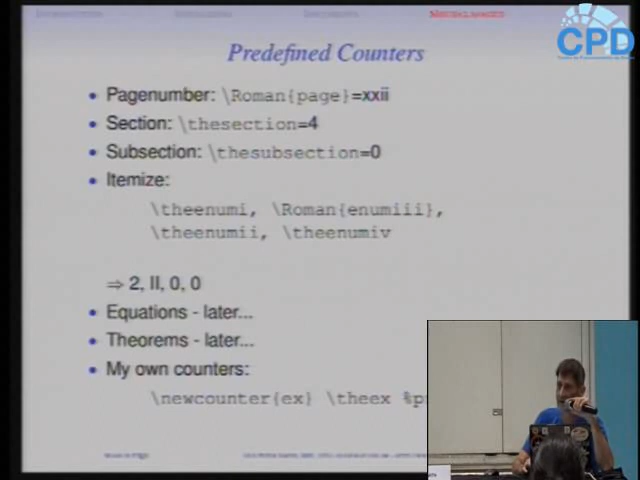 CPD
Predefined Counters
• Pagenumber: \Roman{page}=xxii
• Section: \thesection=4
• Subsection: \thesubsection=0
• Itemize:
\theenumi, \Roman{enumiii},
\theenumii, \theenumiv
⇒ 2, II, 0, 0
• Equations - later...
• Theorems - later...
• My own counters:
\newcounter{ex} \theex %p